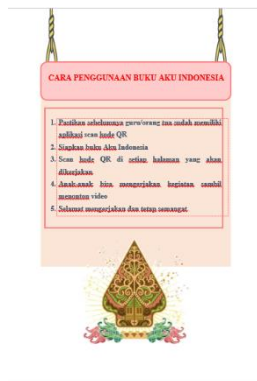 CARA PENGGUNAAN BUKU AKU INDONESIA
1. Pastikan sebelumnya guru/orang tua sudah memiliki
aplikasi scan kode QR
2. Siapkan buku Aku Indonesia
3. Scan kode QR di setiap halaman yang akan
dikerjakan
4. Anak-anak bisa mengerjakan kegiatan sambil
menonton video
5. Selamat mengerjakan dan tetap semangat